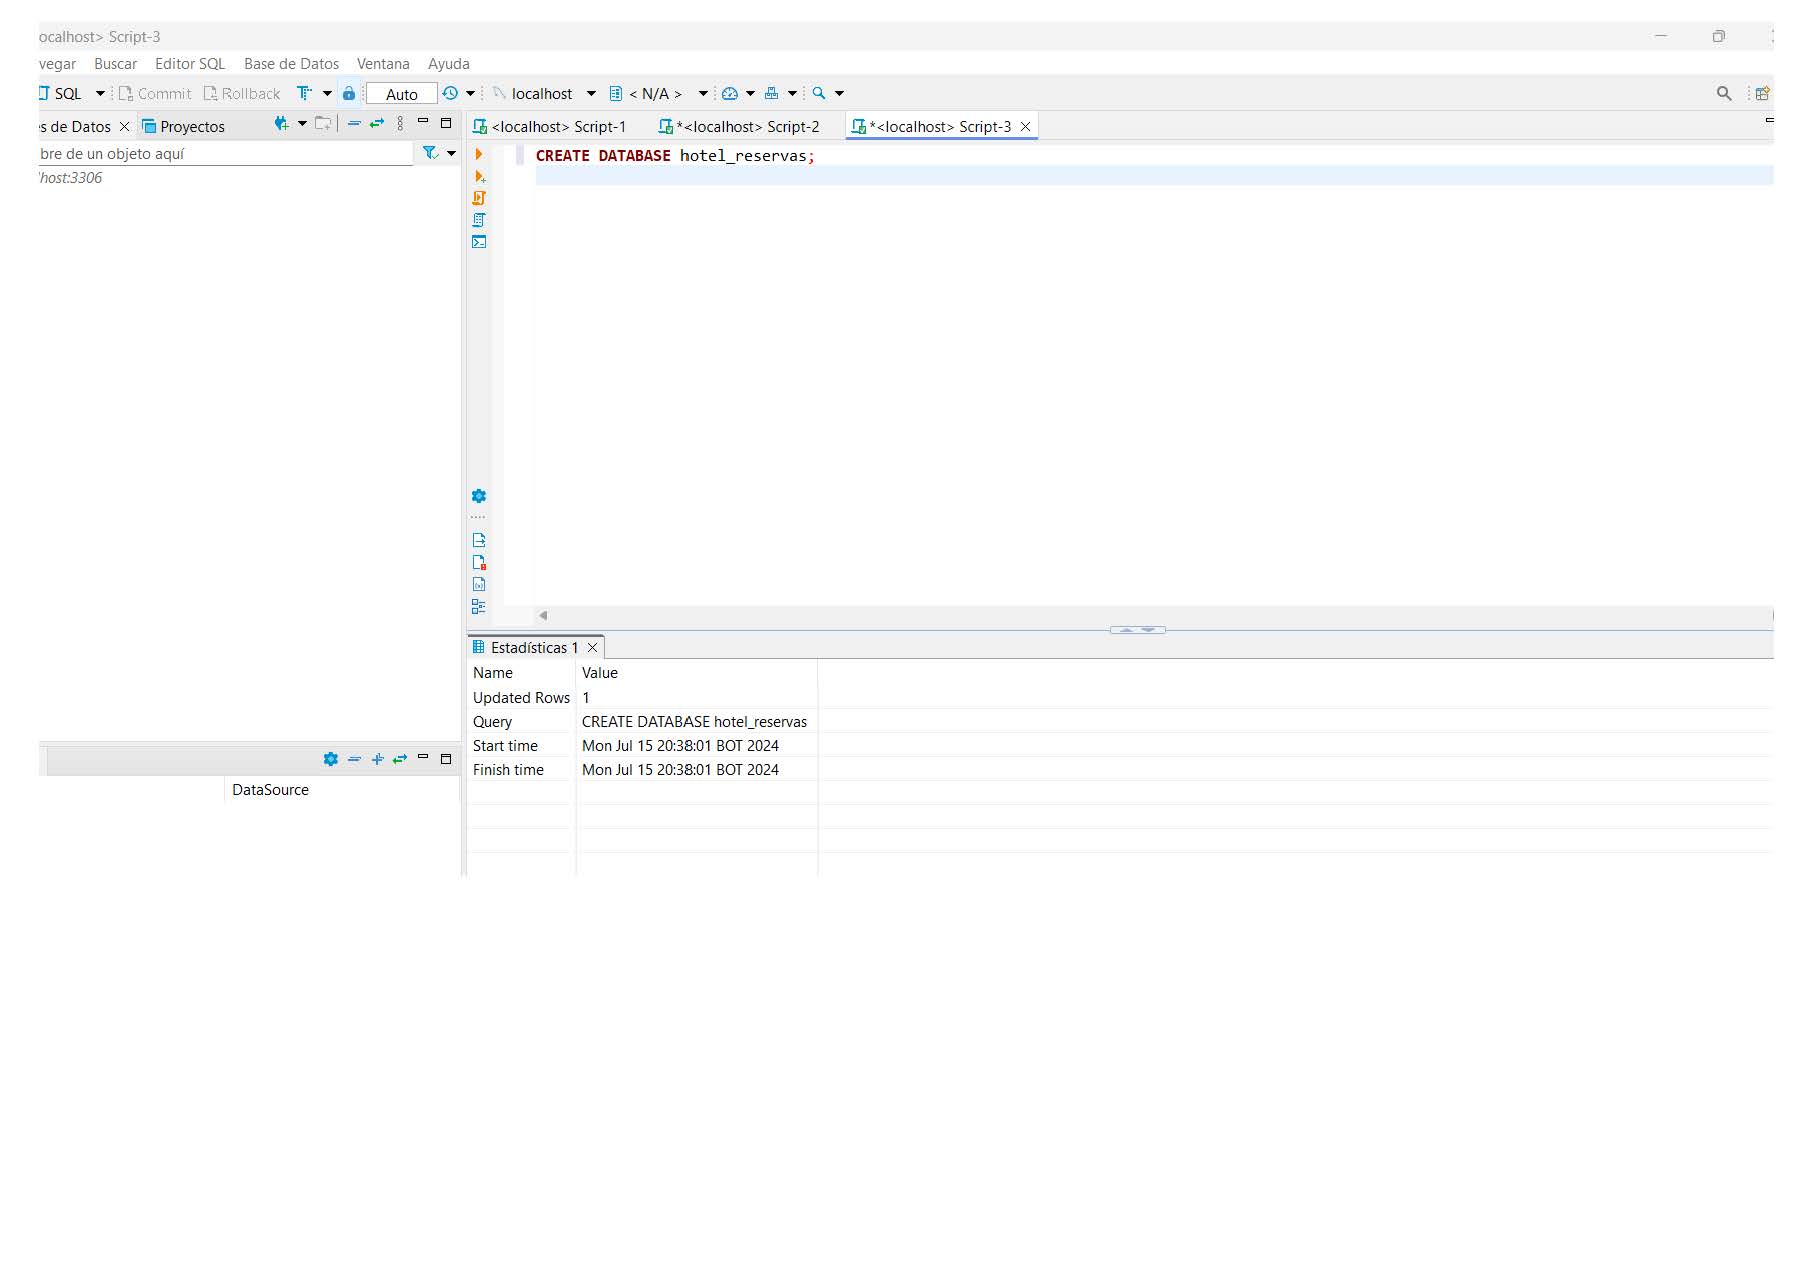 ocalhost> Script-3
vegar Buscar Editor SQL Base de Datos Ventana Ayuda
SQL Commit Rollback Auto localhost < N/A >
s de Datos Proyectos
<localhost> Script-1 *<localhost> Script-2 *<localhost> Script-3
bre de un objeto aquí
host:3306
CREATE DATABASE hotel_reservas;
Estadísticas 1
Name Value
Updated Rows 1
Query CREATE DATABASE hotel_reservas
Start time Mon Jul 15 20:38:01 BOT 2024
Finish time Mon Jul 15 20:38:01 BOT 2024
DataSource